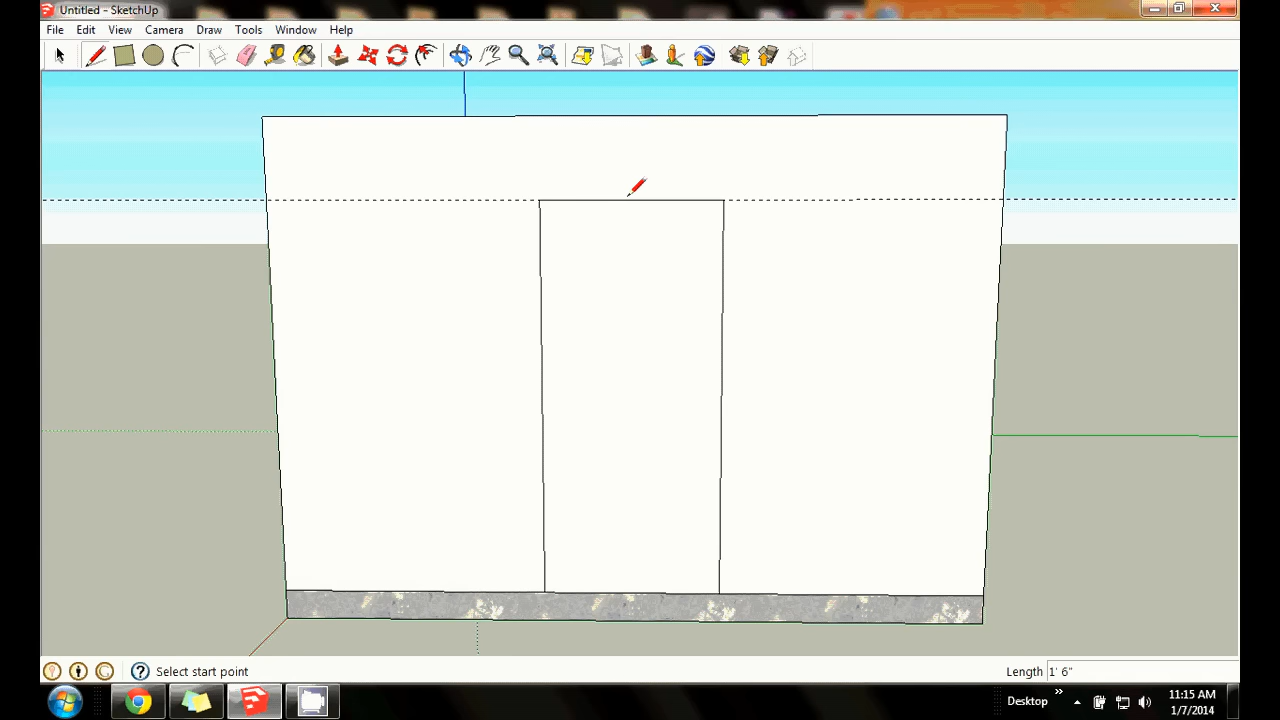 Untitled - SketchUp
File Edit View Camera Draw Tools Window Help
Select start point
Length 1' 6"
Desktop
11:15 AM
1/7/2014